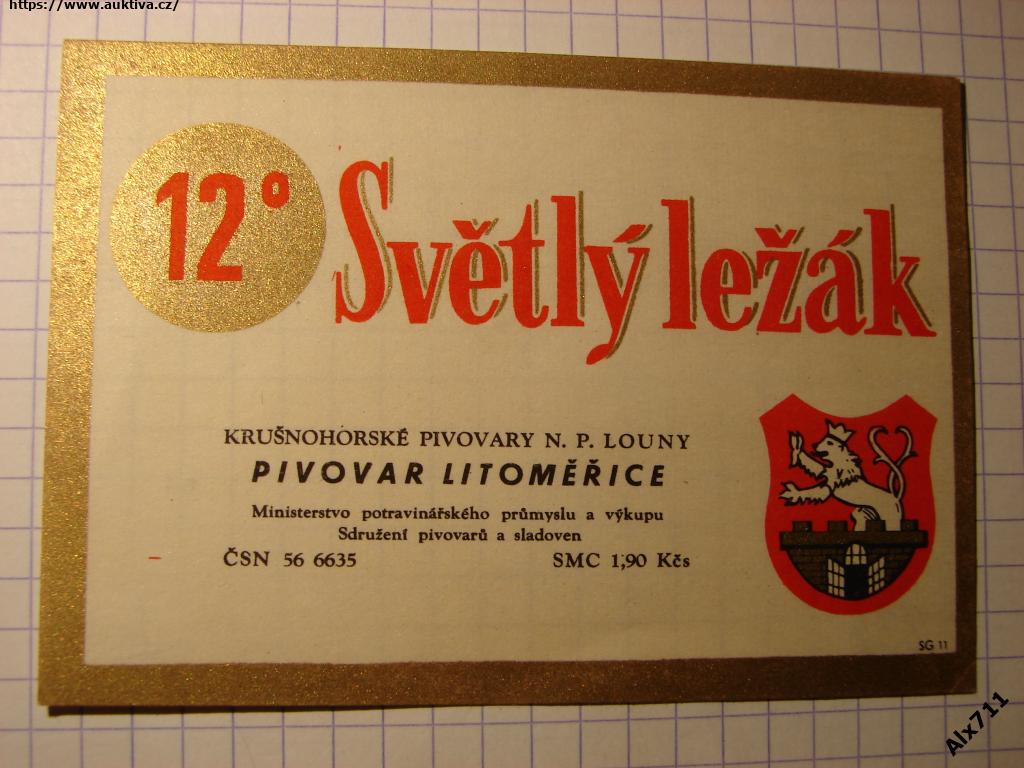 https://www.auktiva.cz/
12° Světlý ležák
KRUŠNOHORSKÉ PIVOVARY N. P. LOUNY
PIVOVAR LITOMĚŘICE
Ministerstvo potravinářského průmyslu a výkupu
Sdružení pivovarů a sladoven
ČSN 56 6635 SMC 1,90 Kčs
SG 11
Alx711